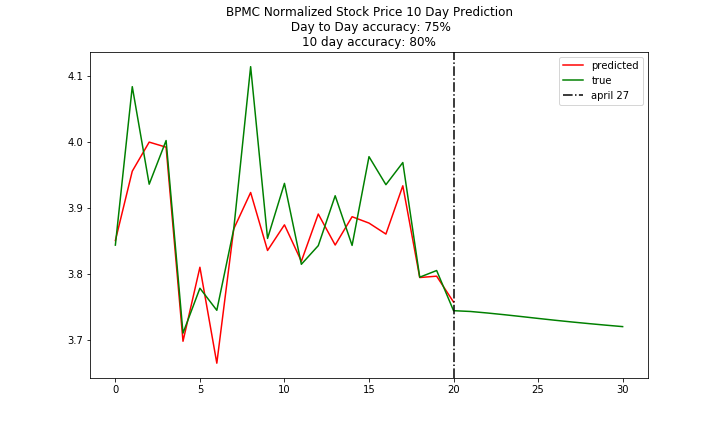 BPMC Normalized Stock Price 10 Day Prediction
Day to Day accuracy: 75%
10 day accuracy: 80%
predicted
true
april 27
4.1
4.0
3.9
3.8
3.7
0 5 10 15 20 25 30